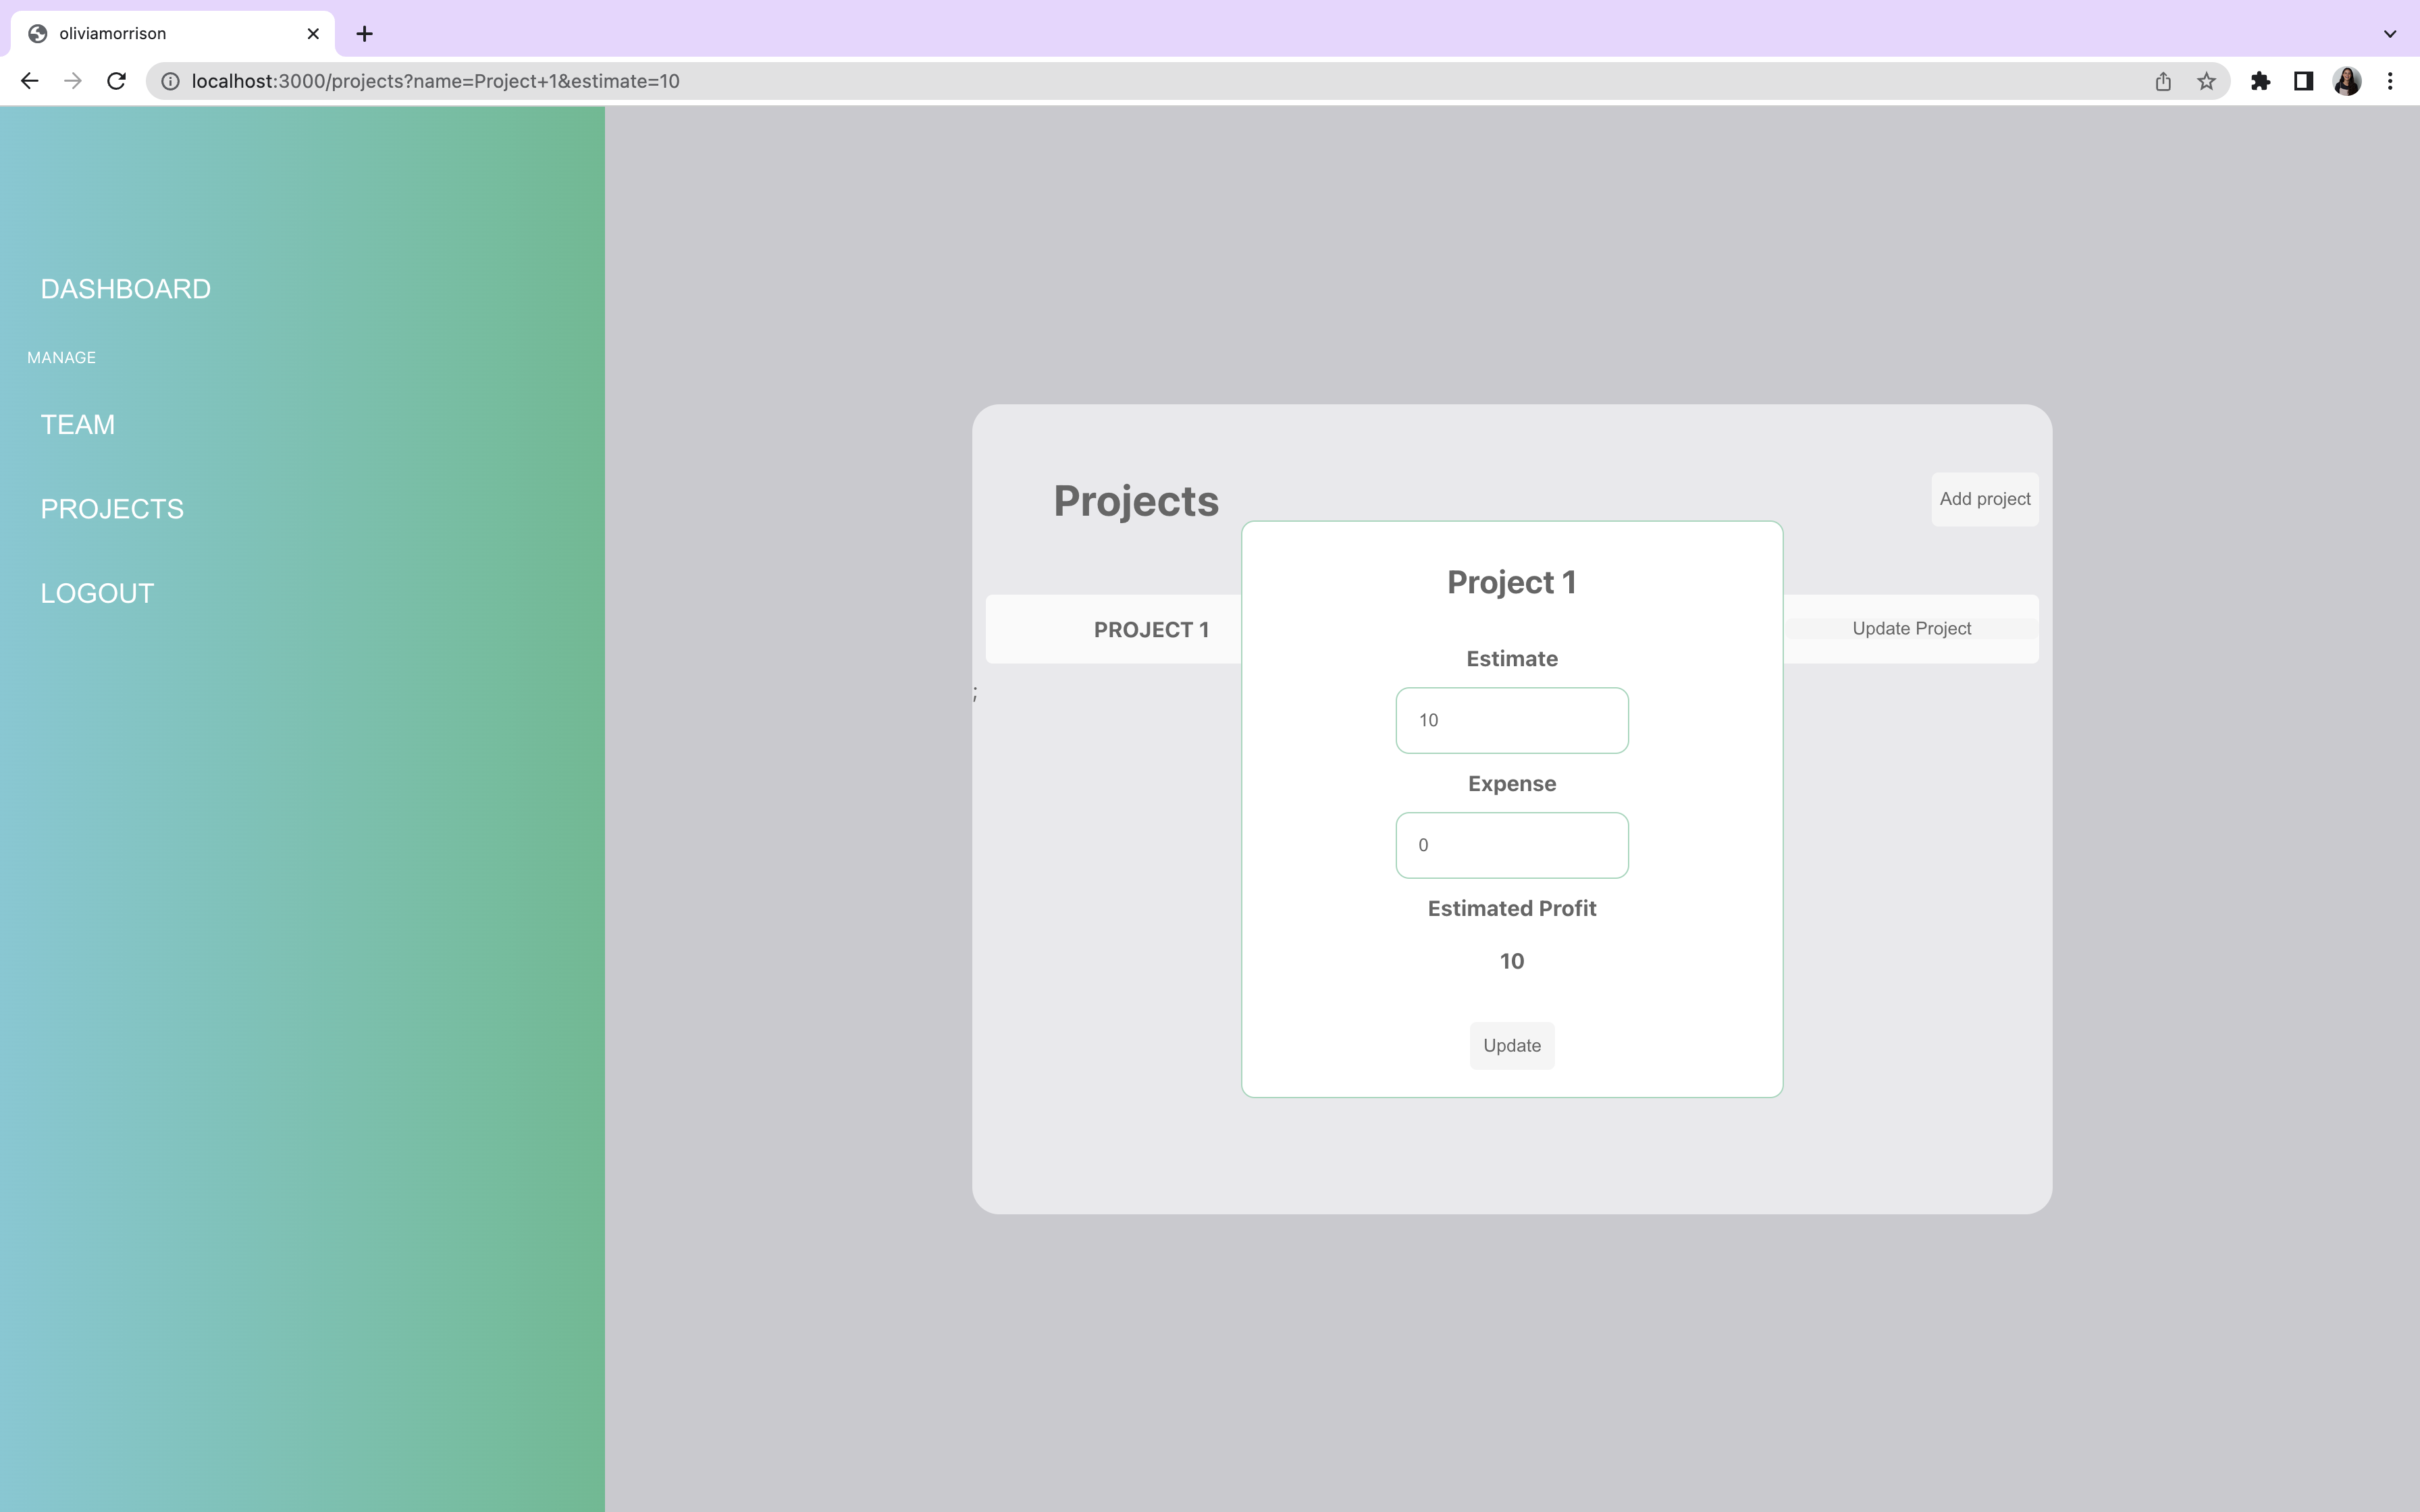 oliviamorrison
localhost:3000/projects?name=Project+1&estimate=10
DASHBOARD
MANAGE
TEAM
PROJECTS
LOGOUT
Projects
Add project
PROJECT 1
Update Project
;
Project 1
Estimate
10
Expense
0
Estimated Profit
10
Update